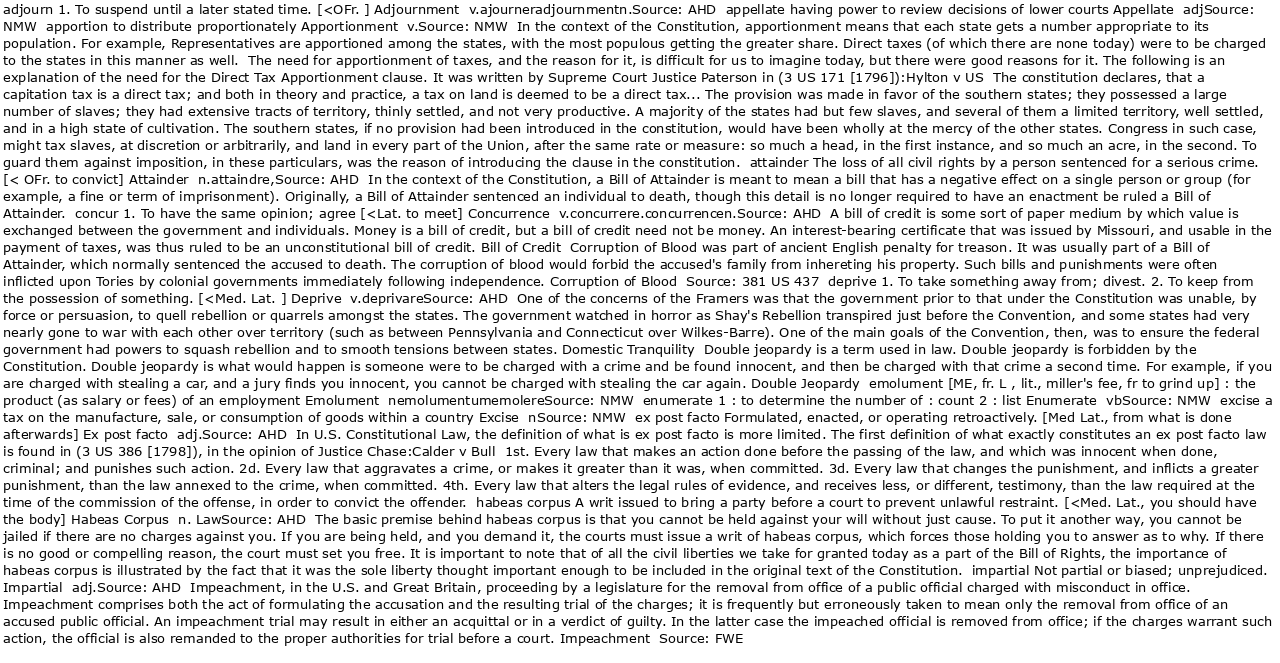 adjourn 1. To suspend until a later stated time. [<OFr. ] Adjournment  v.ajourneradjournmentn.Source: AHD  appellate having power to review decisions of lower courts Appellate  adjSource:
NMW  apportion to distribute proportionately Apportionment  v.Source: NMW  In the context of the Constitution, apportionment means that each state gets a number appropriate to its
population. For example, Representatives are apportioned among the states, with the most populous getting the greater share. Direct taxes (of which there are none today) were to be charged
to the states in this manner as well.  The need for apportionment of taxes, and the reason for it, is difficult for us to imagine today, but there were good reasons for it. The following is an
explanation of the need for the Direct Tax Apportionment clause. It was written by Supreme Court Justice Paterson in (3 US 171 [1796]):Hylton v US  The constitution declares, that a
capitation tax is a direct tax; and both in theory and practice, a tax on land is deemed to be a direct tax... The provision was made in favor of the southern states; they possessed a large
number of slaves; they had extensive tracts of territory, thinly settled, and not very productive. A majority of the states had but few slaves, and several of them a limited territory, well settled,
and in a high state of cultivation. The southern states, if no provision had been introduced in the constitution, would have been wholly at the mercy of the other states. Congress in such case,
might tax slaves, at discretion or arbitrarily, and land in every part of the Union, after the same rate or measure: so much a head, in the first instance, and so much an acre, in the second. To
guard them against imposition, in these particulars, was the reason of introducing the clause in the constitution.  attainder The loss of all civil rights by a person sentenced for a serious crime.
[< OFr. to convict] Attainder  n.attaindre,Source: AHD  In the context of the Constitution, a Bill of Attainder is meant to mean a bill that has a negative effect on a single person or group (for
example, a fine or term of imprisonment). Originally, a Bill of Attainder sentenced an individual to death, though this detail is no longer required to have an enactment be ruled a Bill of
Attainder.  concur 1. To have the same opinion; agree [<Lat. to meet] Concurrence  v.concurrere.concurrencen.Source: AHD  A bill of credit is some sort of paper medium by which value is
exchanged between the government and individuals. Money is a bill of credit, but a bill of credit need not be money. An interest-bearing certificate that was issued by Missouri, and usable in the
payment of taxes, was thus ruled to be an unconstitutional bill of credit. Bill of Credit  Corruption of Blood was part of ancient English penalty for treason. It was usually part of a Bill of
Attainder, which normally sentenced the accused to death. The corruption of blood would forbid the accused's family from inhereting his property. Such bills and punishments were often
inflicted upon Tories by colonial governments immediately following independence. Corruption of Blood  Source: 381 US 437  deprive 1. To take something away from; divest. 2. To keep from
the possession of something. [<Med. Lat. ] Deprive  v.deprivareSource: AHD  One of the concerns of the Framers was that the government prior to that under the Constitution was unable, by
force or persuasion, to quell rebellion or quarrels amongst the states. The government watched in horror as Shay's Rebellion transpired just before the Convention, and some states had very
nearly gone to war with each other over territory (such as between Pennsylvania and Connecticut over Wilkes-Barre). One of the main goals of the Convention, then, was to ensure the federal
government had powers to squash rebellion and to smooth tensions between states. Domestic Tranquility  Double jeopardy is a term used in law. Double jeopardy is forbidden by the
Constitution. Double jeopardy is what would happen is someone were to be charged with a crime and be found innocent, and then be charged with that crime a second time. For example, if you
are charged with stealing a car, and a jury finds you innocent, you cannot be charged with stealing the car again. Double Jeopardy  emolument [ME, fr. L , lit., miller's fee, fr to grind up] : the
product (as salary or fees) of an employment Emolument  nemolumentumemolereSource: NMW  enumerate 1 : to determine the number of : count 2 : list Enumerate  vbSource: NMW  excise a
tax on the manufacture, sale, or consumption of goods within a country Excise  nSource: NMW  ex post facto Formulated, enacted, or operating retroactively. [Med Lat., from what is done
afterwards] Ex post facto  adj.Source: AHD  In U.S. Constitutional Law, the definition of what is ex post facto is more limited. The first definition of what exactly constitutes an ex post facto law
is found in (3 US 386 [1798]), in the opinion of Justice Chase:Calder v Bull  1st. Every law that makes an action done before the passing of the law, and which was innocent when done,
criminal; and punishes such action. 2d. Every law that aggravates a crime, or makes it greater than it was, when committed. 3d. Every law that changes the punishment, and inflicts a greater
punishment, than the law annexed to the crime, when committed. 4th. Every law that alters the legal rules of evidence, and receives less, or different, testimony, than the law required at the
time of the commission of the offense, in order to convict the offender.  habeas corpus A writ issued to bring a party before a court to prevent unlawful restraint. [<Med. Lat., you should have
the body] Habeas Corpus  n. LawSource: AHD  The basic premise behind habeas corpus is that you cannot be held against your will without just cause. To put it another way, you cannot be
jailed if there are no charges against you. If you are being held, and you demand it, the courts must issue a writ of habeas corpus, which forces those holding you to answer as to why. If there
is no good or compelling reason, the court must set you free. It is important to note that of all the civil liberties we take for granted today as a part of the Bill of Rights, the importance of
habeas corpus is illustrated by the fact that it was the sole liberty thought important enough to be included in the original text of the Constitution.  impartial Not partial or biased; unprejudiced.
Impartial  adj.Source: AHD  Impeachment, in the U.S. and Great Britain, proceeding by a legislature for the removal from office of a public official charged with misconduct in office.
Impeachment comprises both the act of formulating the accusation and the resulting trial of the charges; it is frequently but erroneously taken to mean only the removal from office of an
accused public official. An impeachment trial may result in either an acquittal or in a verdict of guilty. In the latter case the impeached official is removed from office; if the charges warrant such
action, the official is also remanded to the proper authorities for trial before a court. Impeachment  Source: FWE